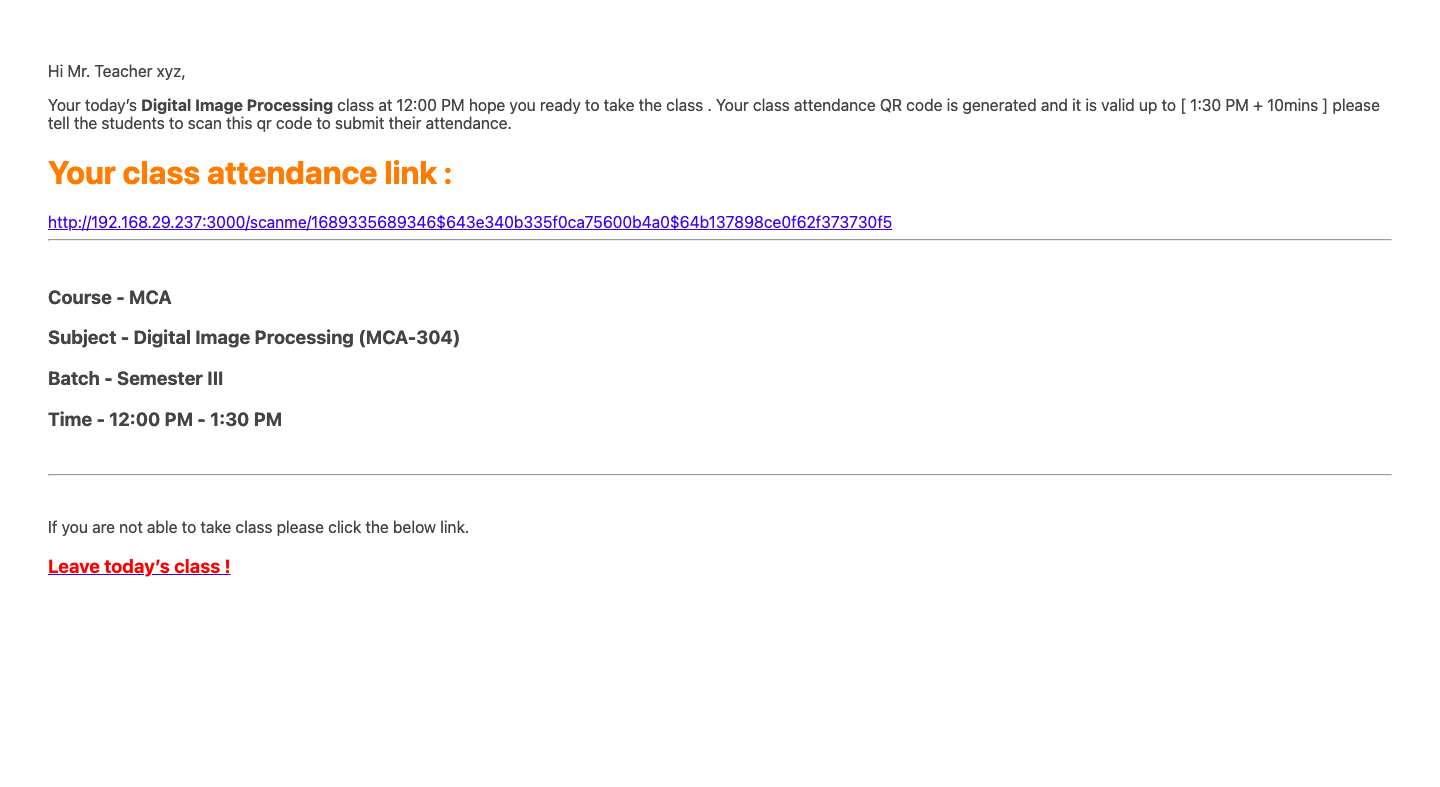 Hi Mr. Teacher xyz,
Your today’s Digital Image Processing class at 12:00 PM hope you ready to take the class . Your class attendance QR code is generated and it is valid up to [ 1:30 PM + 10mins ] please
tell the students to scan this qr code to submit their attendance.
Your class attendance link :
http://192.168.29.237:3000/scanme/1689335689346$643e340b335f0ca75600b4a0$64b137898ce0f62f373730f5
Course - MCA
Subject - Digital Image Processing (MCA-304)
Batch - Semester III
Time - 12:00 PM - 1:30 PM
If you are not able to take class please click the below link.
Leave today’s class !